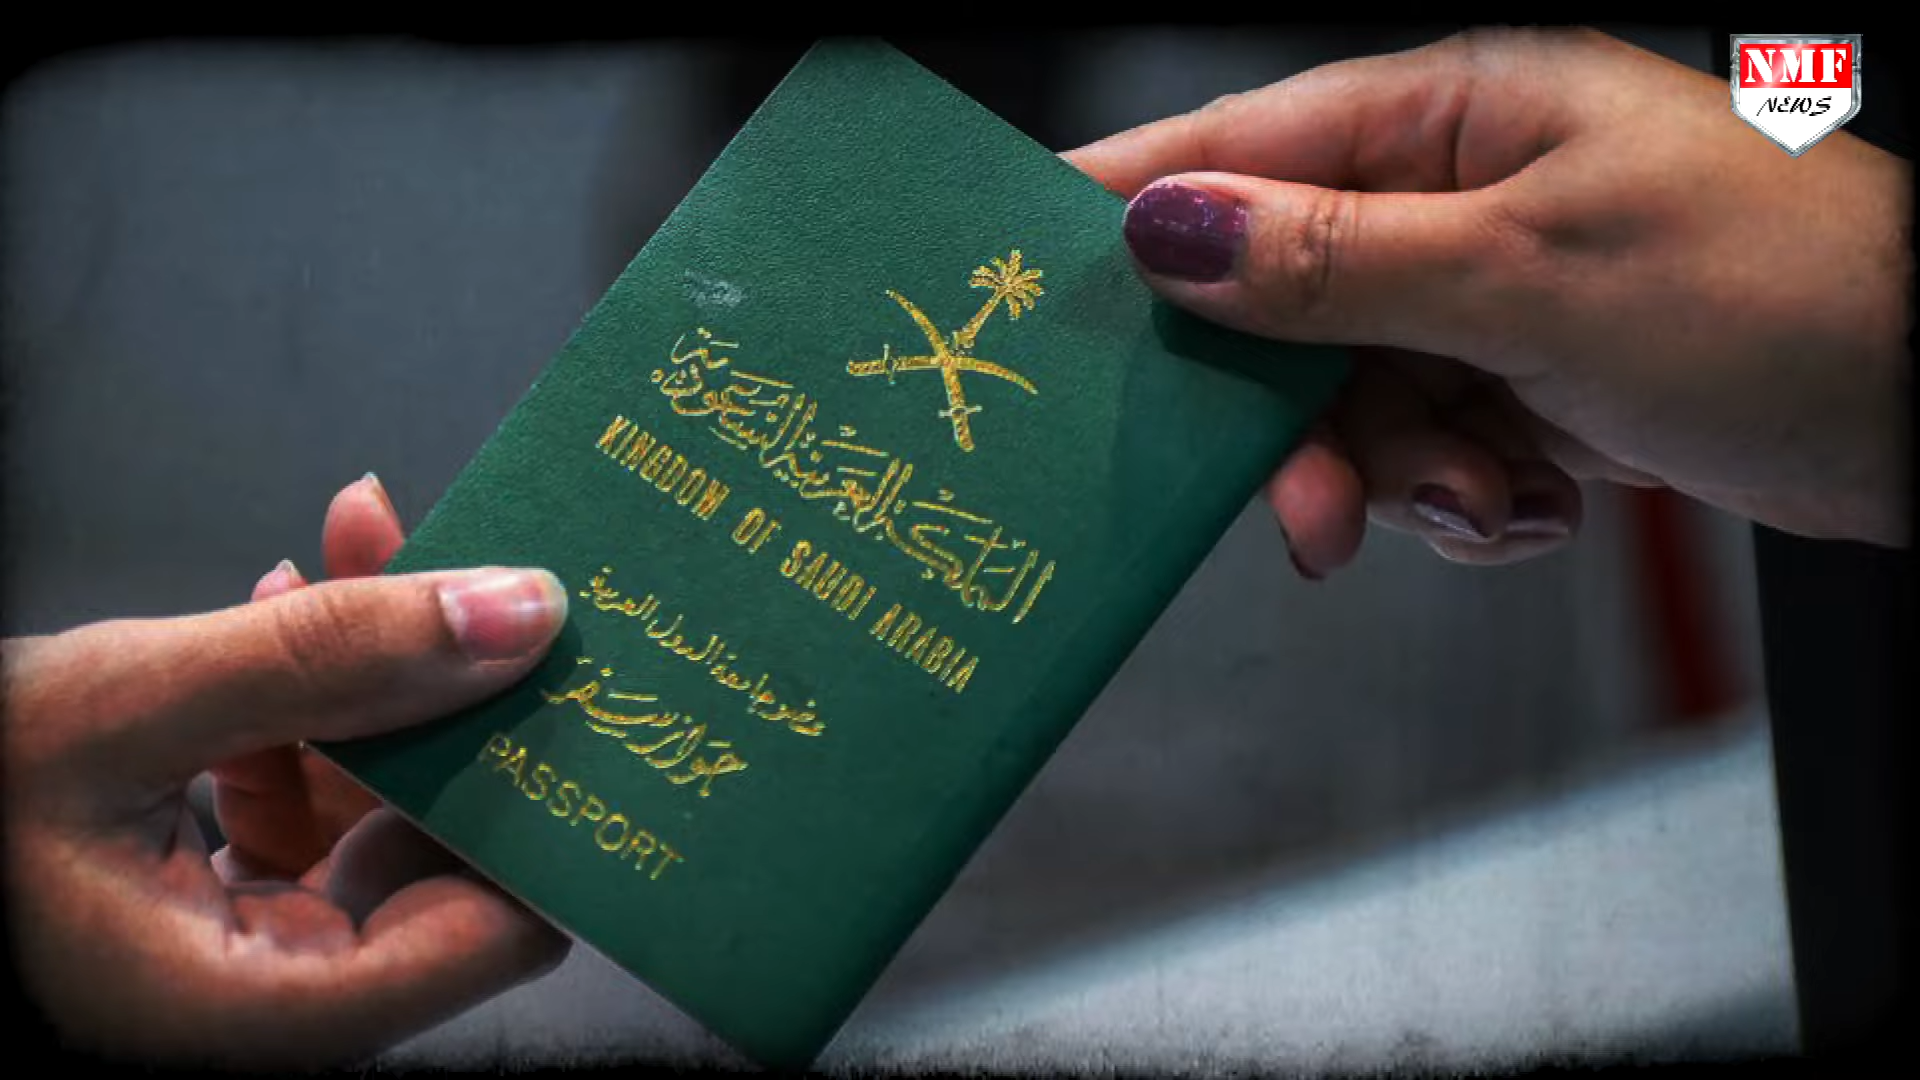 المملكة العربية السعودية
KINGDOM OF SAUDI ARABIA
عضو جامعة الدول العربية
جواز سفر
PASSPORT
NMF
NEWS